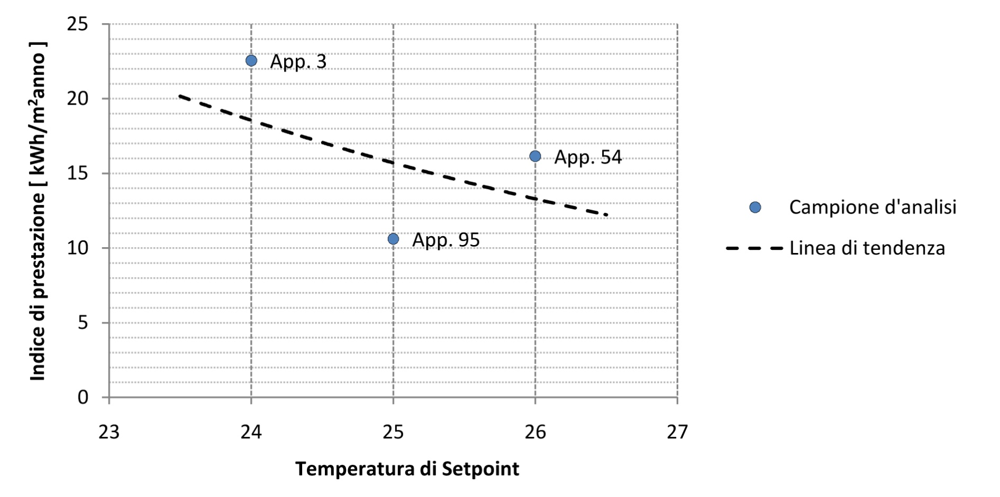 Indice di prestazione [ kWh/m²anno ]
25
20
15
10
5
0
App. 3
App. 54
App. 95
23 24 25 26 27
Temperatura di Setpoint
Campione d'analisi
Linea di tendenza